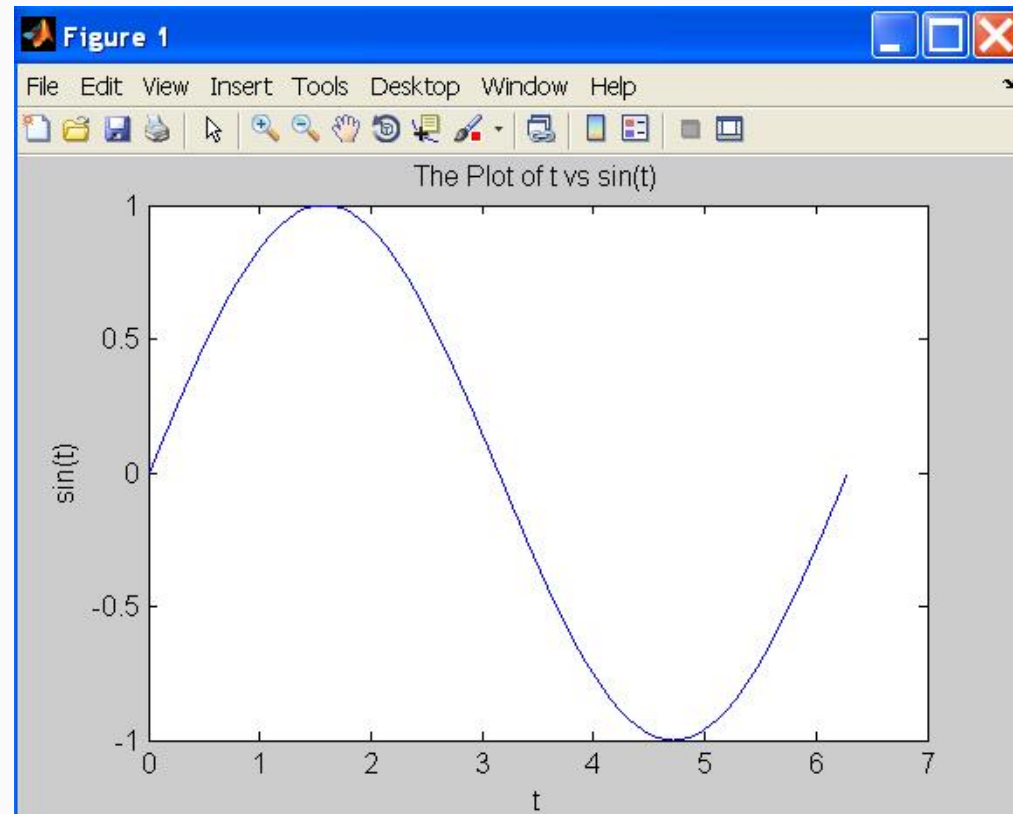 Figure 1
File Edit View Insert Tools Desktop Window Help
The Plot of t vs sin(t)
1
0.5
0
-0.5
-1
sin(t)
0 1 2 3 4 5 6 7
t